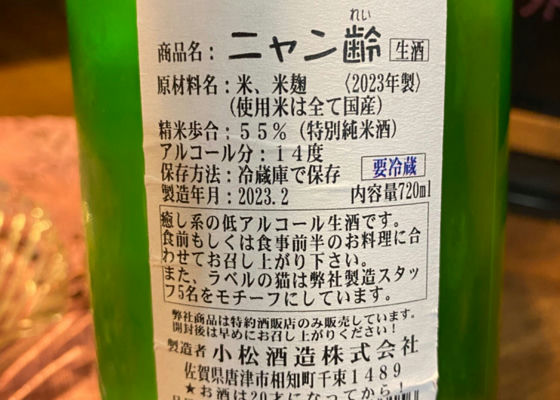 れい
商品名：ニャン齢 生酒
原材料名：米、米麹 〈2023年製〉
（使用米は全て国産）
精米歩合：５５％（特別純米酒）
アルコール分：１４度
保存方法：冷蔵庫で保存 要冷蔵
製造年月：2023.2 内容量720ml
癒し系の低アルコール生酒です。
食前もしくは食事前半のお料理に合
わせてお召し上がり下さい。
また、ラベルの猫は弊社製造スタッ
フ5名をモチーフにしています。
弊社商品は特約酒販店のみ販売しています。
開封後は早めにお召し上がりください！
製造者 小松酒造株式会社
佐賀県唐津市相知町千束１４８９
★お酒は20才になってから！